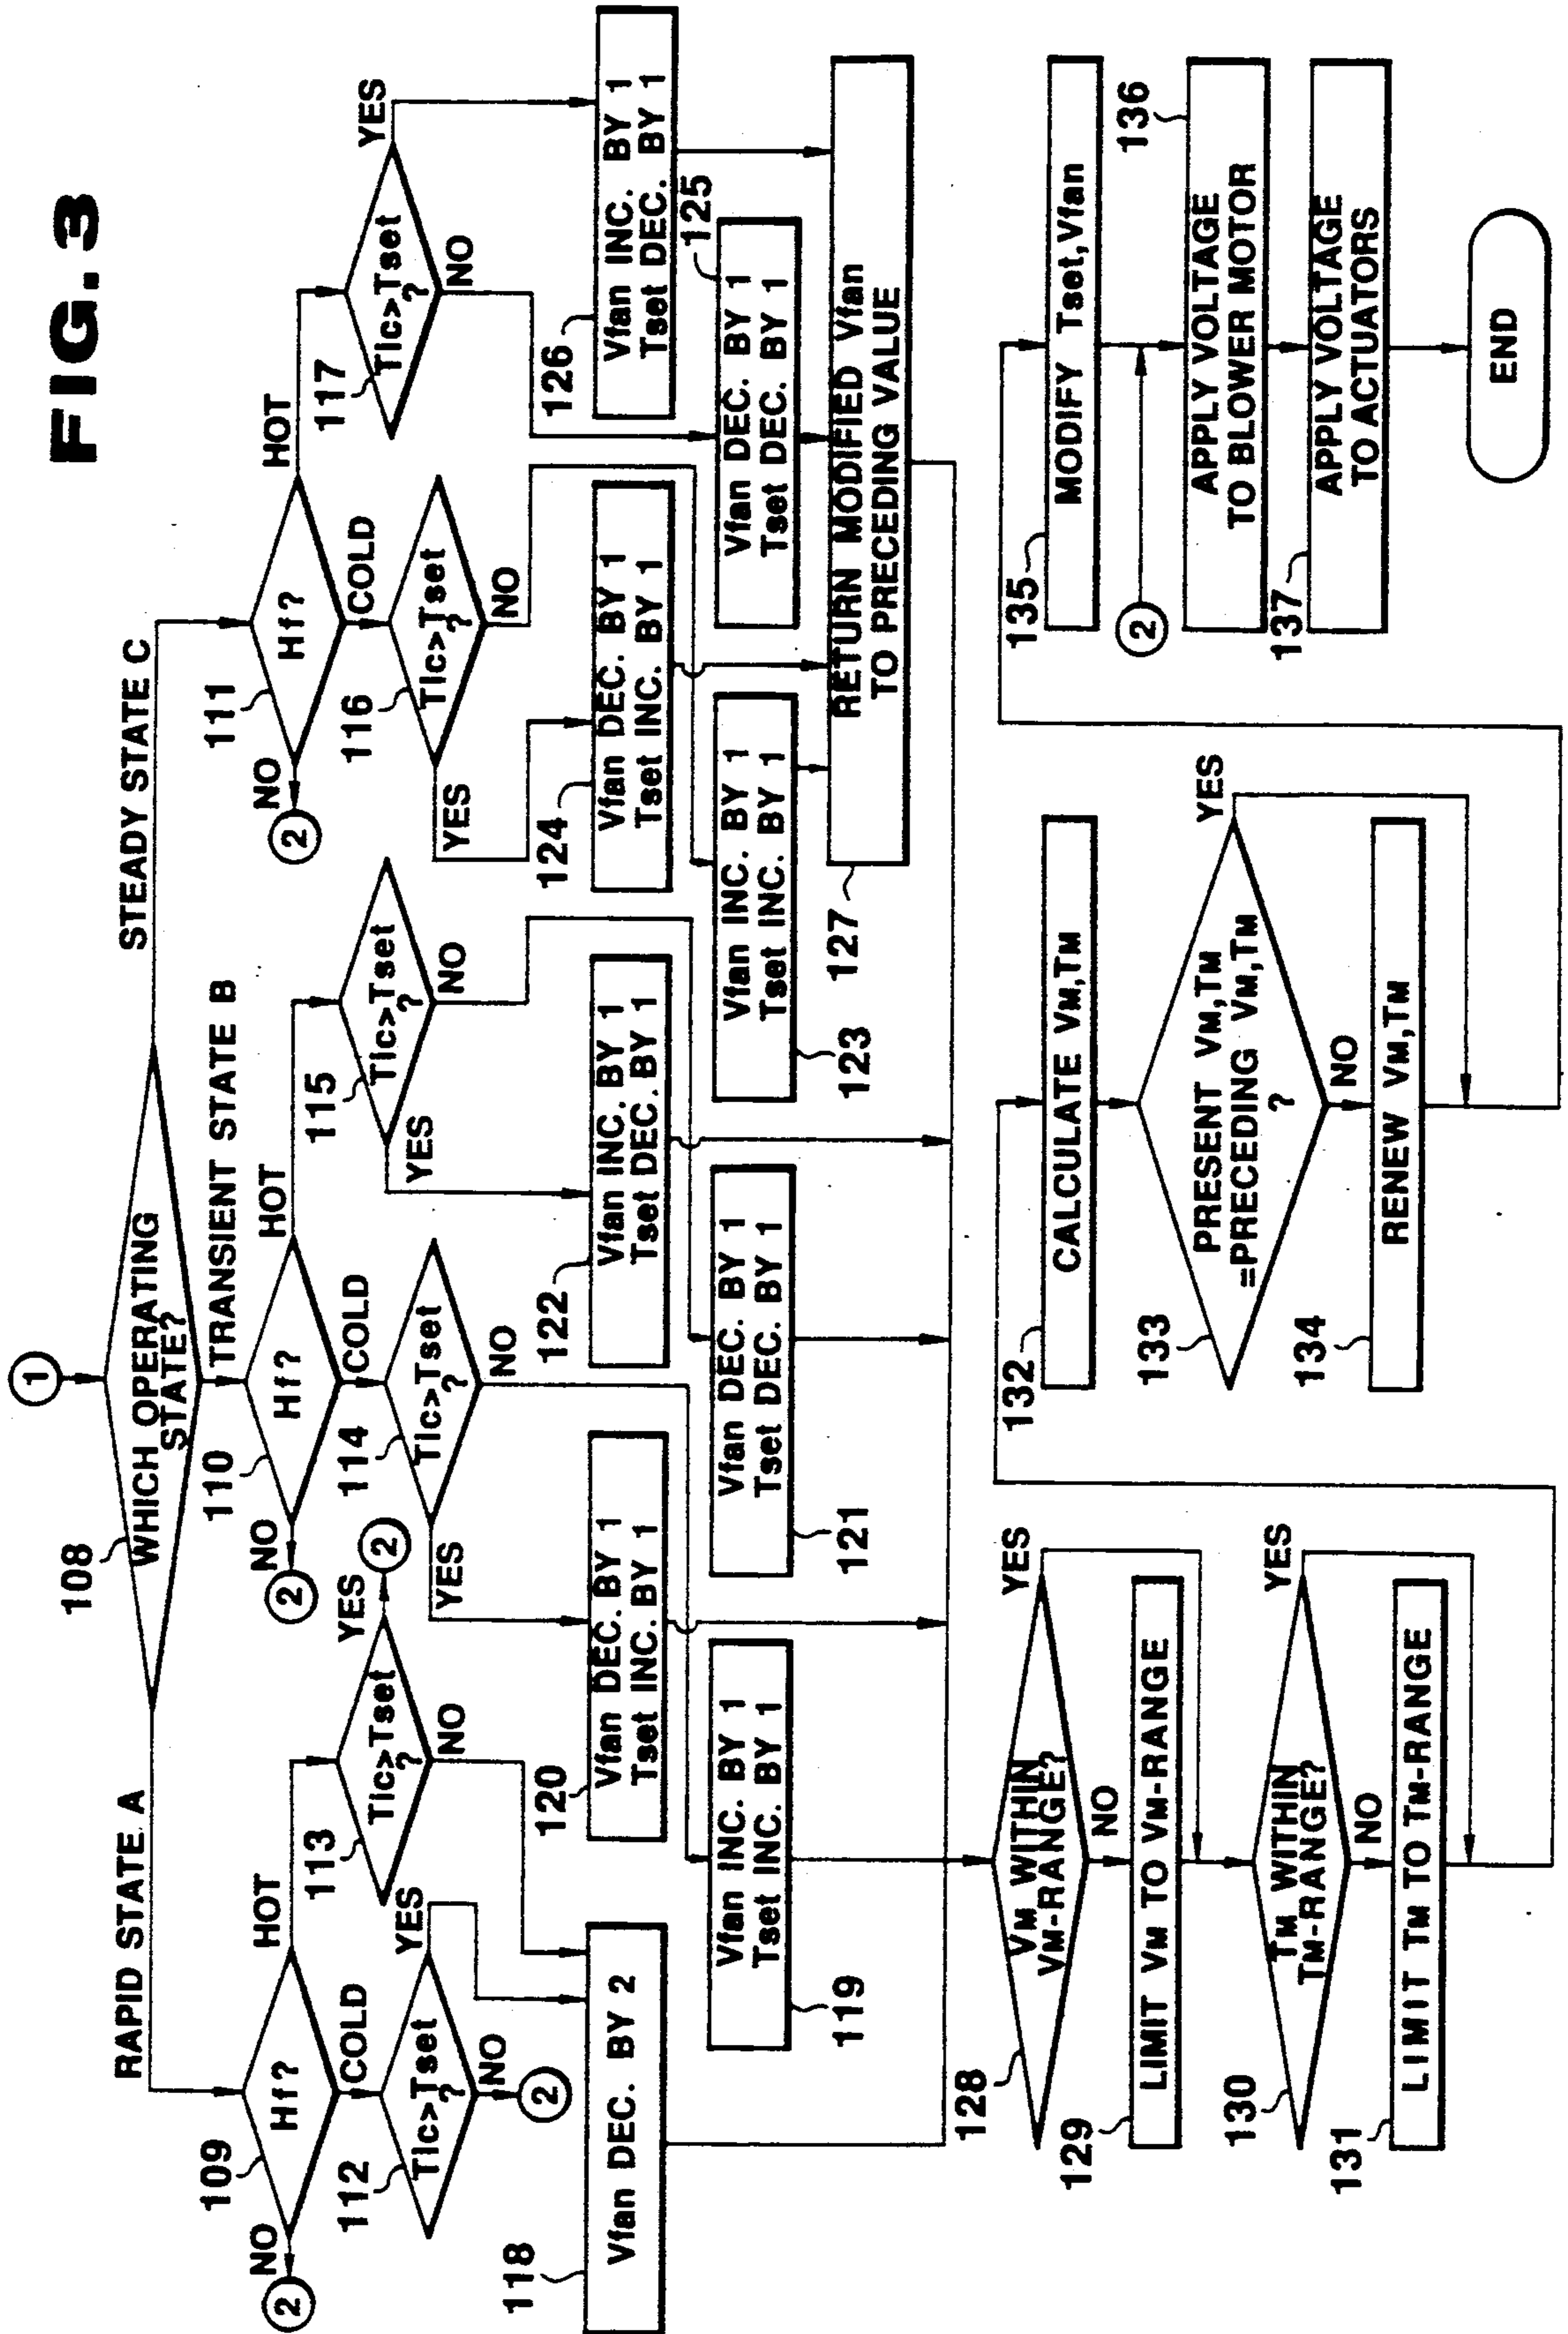 FIG.3
1
108
WHICH OPERATING
STATE?
RAPID STATE A
TRANSIENT STATE B
STEADY STATE C
109
Hf?
NO
2
HOT
COLD
110
Hf?
NO
2
HOT
COLD
111
Hf?
NO
2
HOT
COLD
112
Tic>Tset
?
YES
NO
2
113
Tic>Tset
?
YES
2
NO
114
Tic>Tset
?
YES
NO
115
Tic>Tset
?
YES
NO
116
Tic>Tset
?
YES
NO
117
Tic>Tset
?
YES
NO
118
Vfan DEC. BY 2
120
Vfan DEC. BY 1
Tset INC. BY 1
122
Vfan INC. BY 1
Tset DEC. BY 1
124
Vfan DEC. BY 1
Tset INC. BY 1
126
Vfan INC. BY 1
Tset DEC. BY 1
119
Vfan INC. BY 1
Tset INC. BY 1
121
Vfan DEC. BY 1
Tset DEC. BY 1
123
Vfan INC. BY 1
Tset INC. BY 1
125
Vfan DEC. BY 1
Tset DEC. BY 1
127
RETURN MODIFIED Vfan
TO PRECEDING VALUE
128
VM WITHIN
VM-RANGE?
YES
NO
129
LIMIT VM TO VM-RANGE
130
TM WITHIN
TM-RANGE?
YES
NO
131
LIMIT TM TO TM-RANGE
132
CALCULATE VM,TM
133
PRESENT VM,TM
=PRECEDING VM,TM
?
YES
NO
134
RENEW VM,TM
135
MODIFY Tset,Vfan
2
136
APPLY VOLTAGE
TO BLOWER MOTOR
137
APPLY VOLTAGE
TO ACTUATORS
END